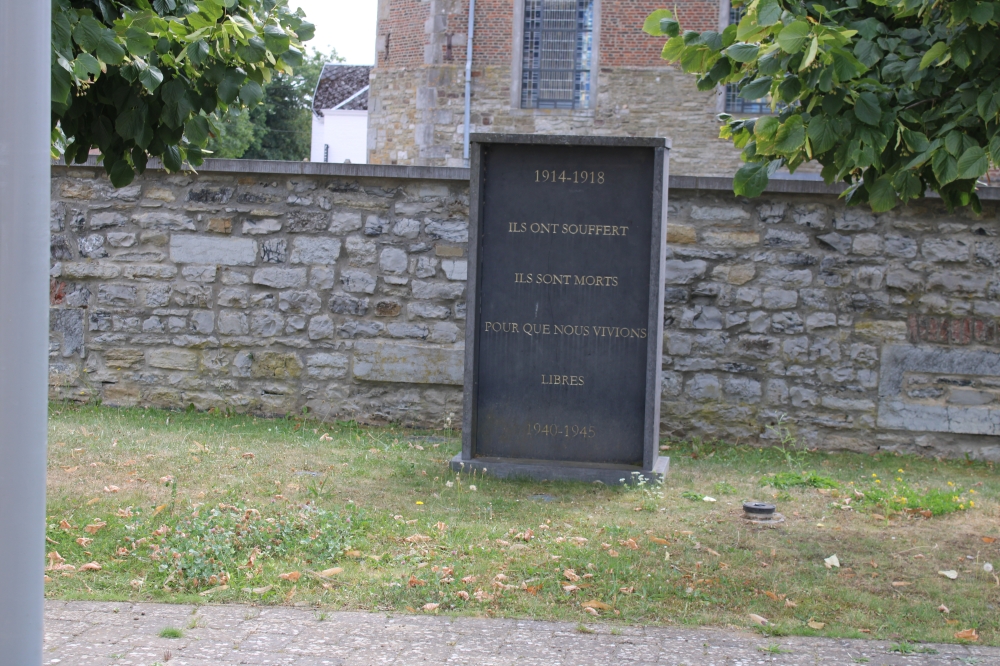 1914-1918
ILS ONT SOUFFERT
ILS SONT MORTS
POUR QUE NOUS VIVIONS
LIBRES
1940-1945